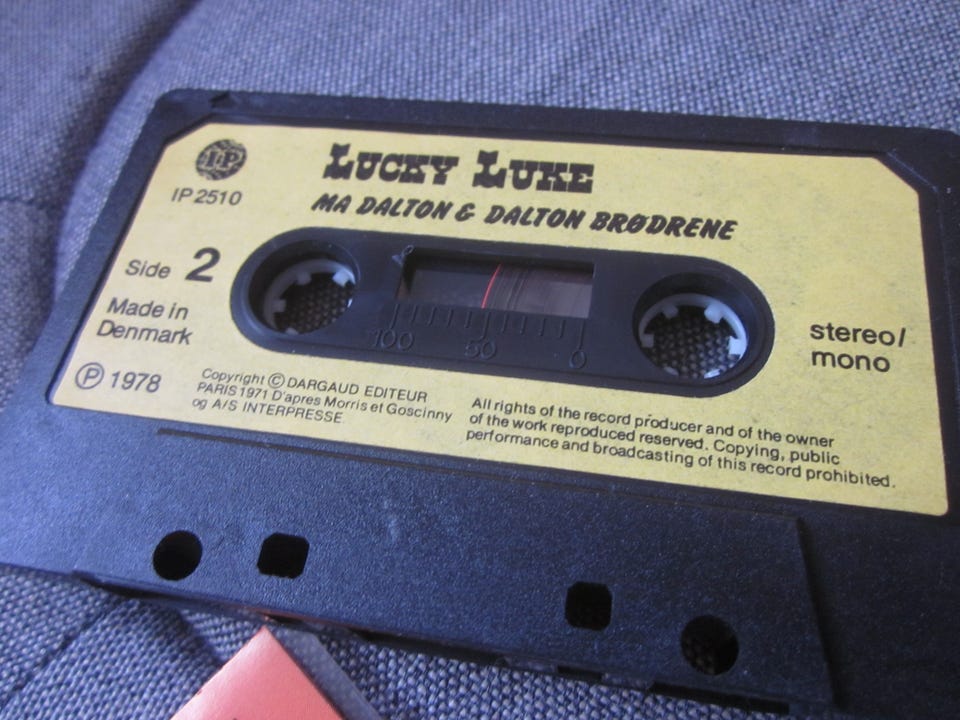 IP
IP 2510
LUCKY LUKE
MA DALTON & DALTON BRØDRENE
Side 2
Made in
Denmark
Ⓟ 1978
stereo/
mono
100 50 0
Copyright © DARGAUD EDITEUR
PARIS 1971 D'apres Morris et Goscinny
og A/S INTERPRESSE
All rights of the record producer and of the owner
of the work reproduced reserved. Copying, public
performance and broadcasting of this record prohibited.